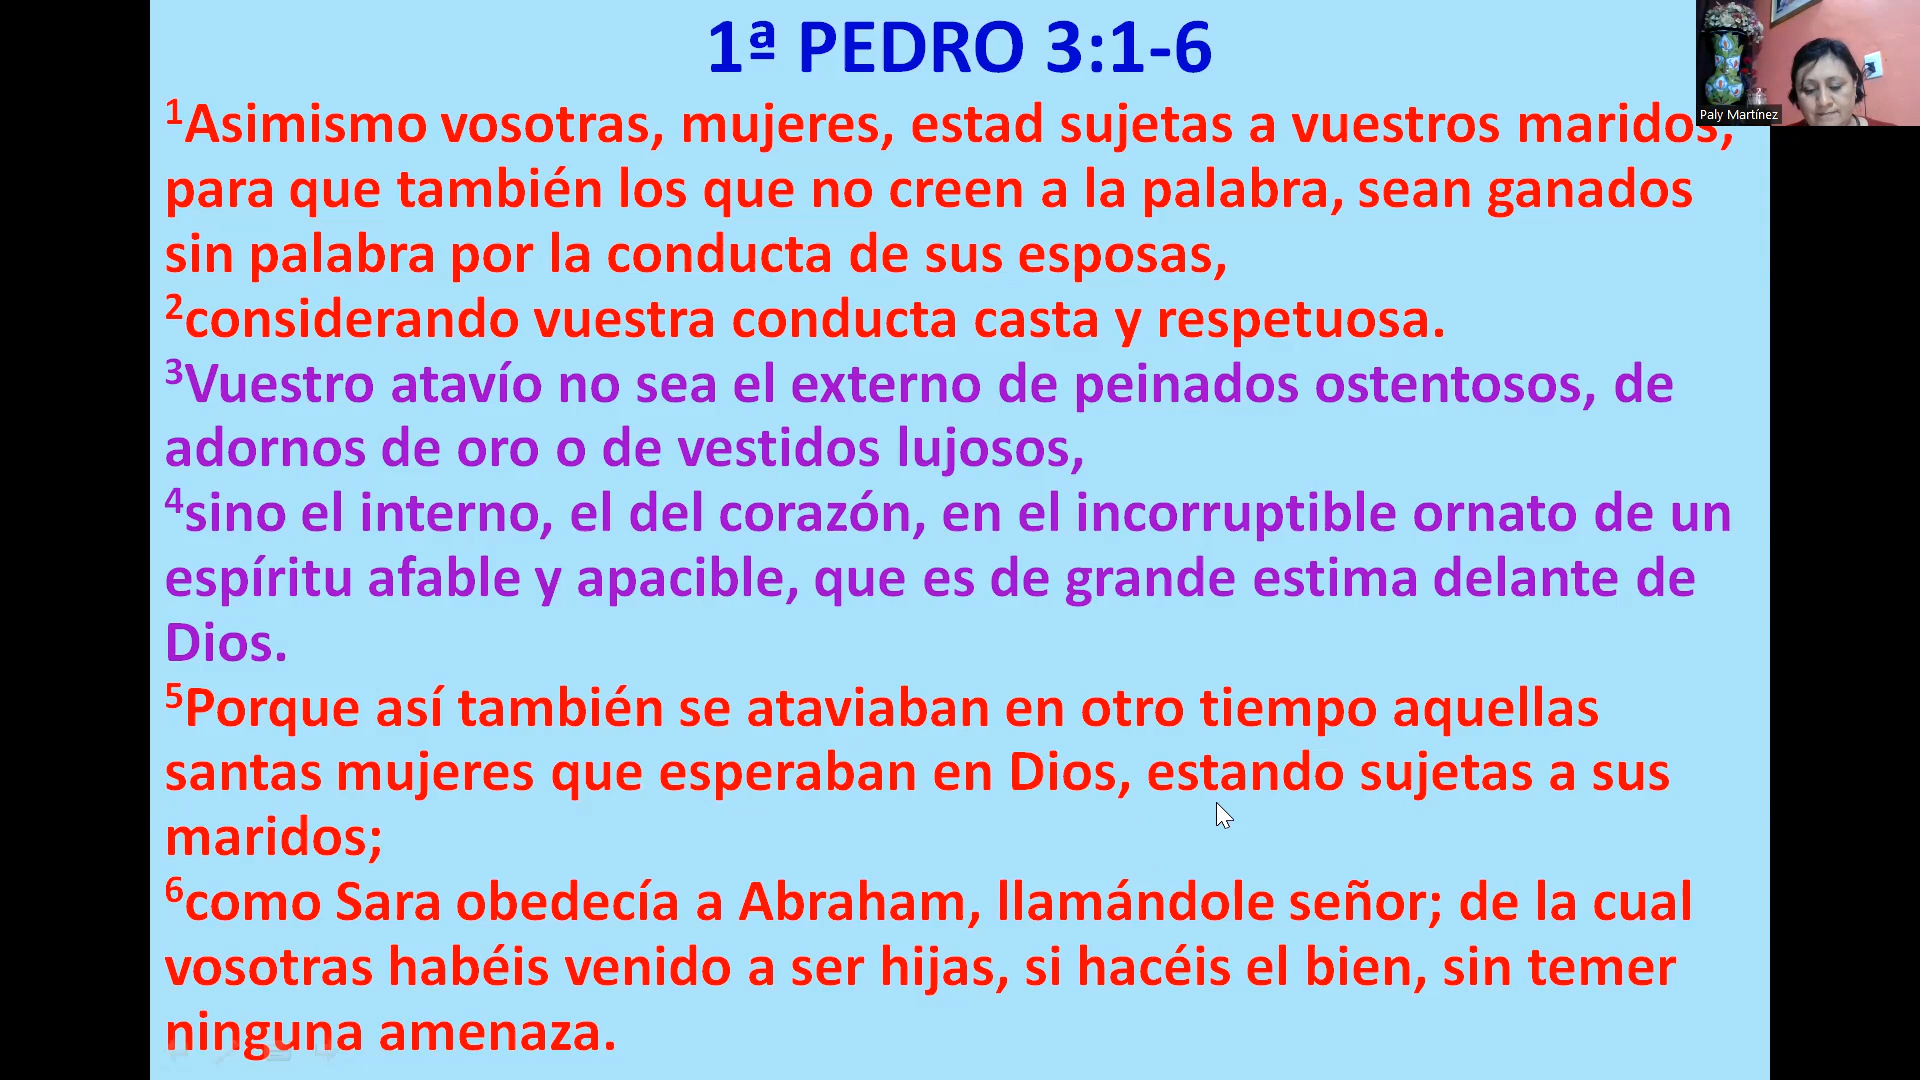 1ª PEDRO 3:1-6
Paly Martínez
1Asimismo vosotras, mujeres, estad sujetas a vuestros maridos,
para que también los que no creen a la palabra, sean ganados
sin palabra por la conducta de sus esposas,
2considerando vuestra conducta casta y respetuosa.
3Vuestro atavío no sea el externo de peinados ostentosos, de
adornos de oro o de vestidos lujosos,
4sino el interno, el del corazón, en el incorruptible ornato de un
espíritu afable y apacible, que es de grande estima delante de
Dios.
5Porque así también se ataviaban en otro tiempo aquellas
santas mujeres que esperaban en Dios, estando sujetas a sus
maridos;
6como Sara obedecía a Abraham, llamándole señor; de la cual
vosotras habéis venido a ser hijas, si hacéis el bien, sin temer
ninguna amenaza.